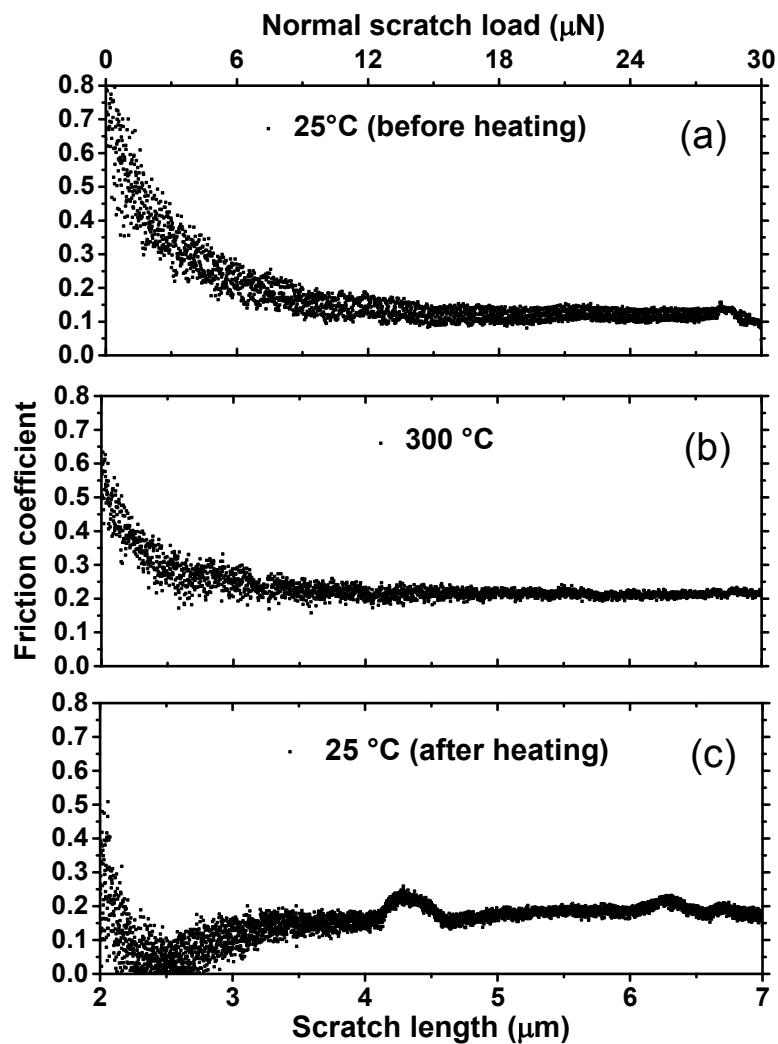 Normal scratch load (μN)
0 6 12 18 24 30
0.8
0.7
0.6
0.5
0.4
0.3
0.2
0.1
0.0
25°C (before heating)
(a)
Friction coefficient
0.8
0.7
0.6
0.5
0.4
0.3
0.2
0.1
0.0
300 °C
(b)
0.8
0.7
0.6
0.5
0.4
0.3
0.2
0.1
0.0
25 °C (after heating)
(c)
2 3 4 5 6 7
Scratch length (μm)